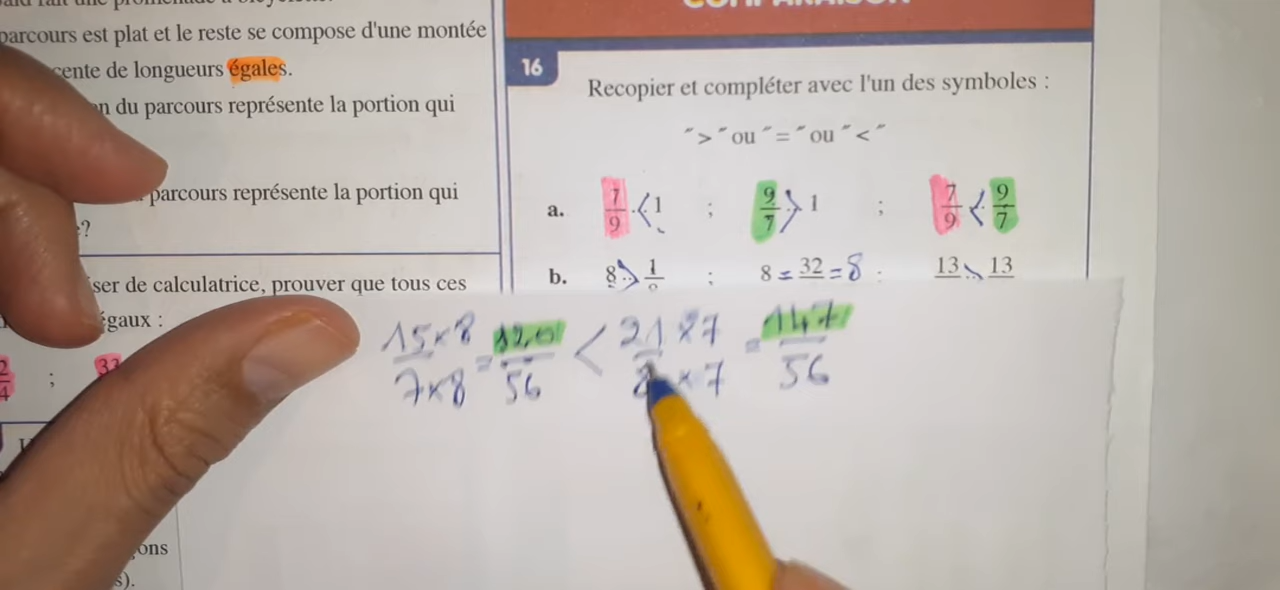 parcours est plat et le reste se compose d'une montée
cente de longueurs égales.
n du parcours représente la portion qui
parcours représente la portion qui
?
ser de calculatrice, prouver que tous ces
égaux :
;
ons
s).
COMPARAISON
16
Recopier et compléter avec l'un des symboles :
">" ou "=" ou "<"
a. 7/9 < 1 ; 9/7 > 1 ; 7/9 < 9/7
b. 8 > 1 ; 8 = 32 = 8 ; 13 13
15×8/7×8 = 120/56 < 21×7/8×7 = 147/56